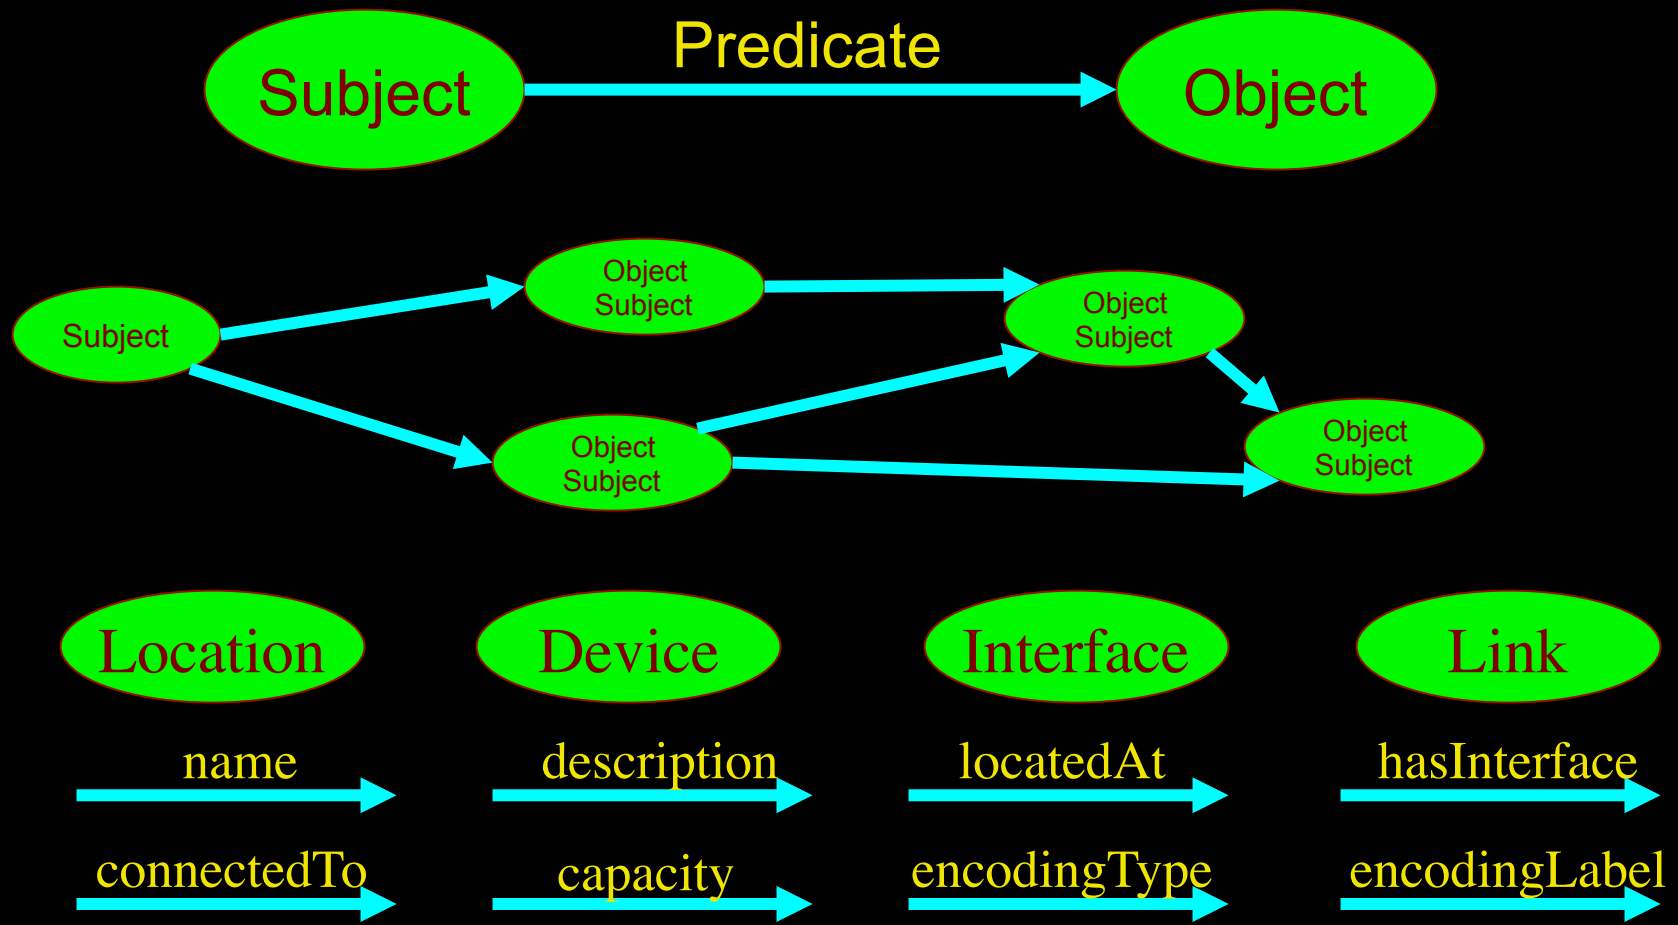 Predicate
Subject
Object
Object
Subject
Object
Subject
Subject
Object
Subject
Object
Subject
Location
Device
Interface
Link
name
description
locatedAt
hasInterface
connectedTo
capacity
encodingType
encodingLabel